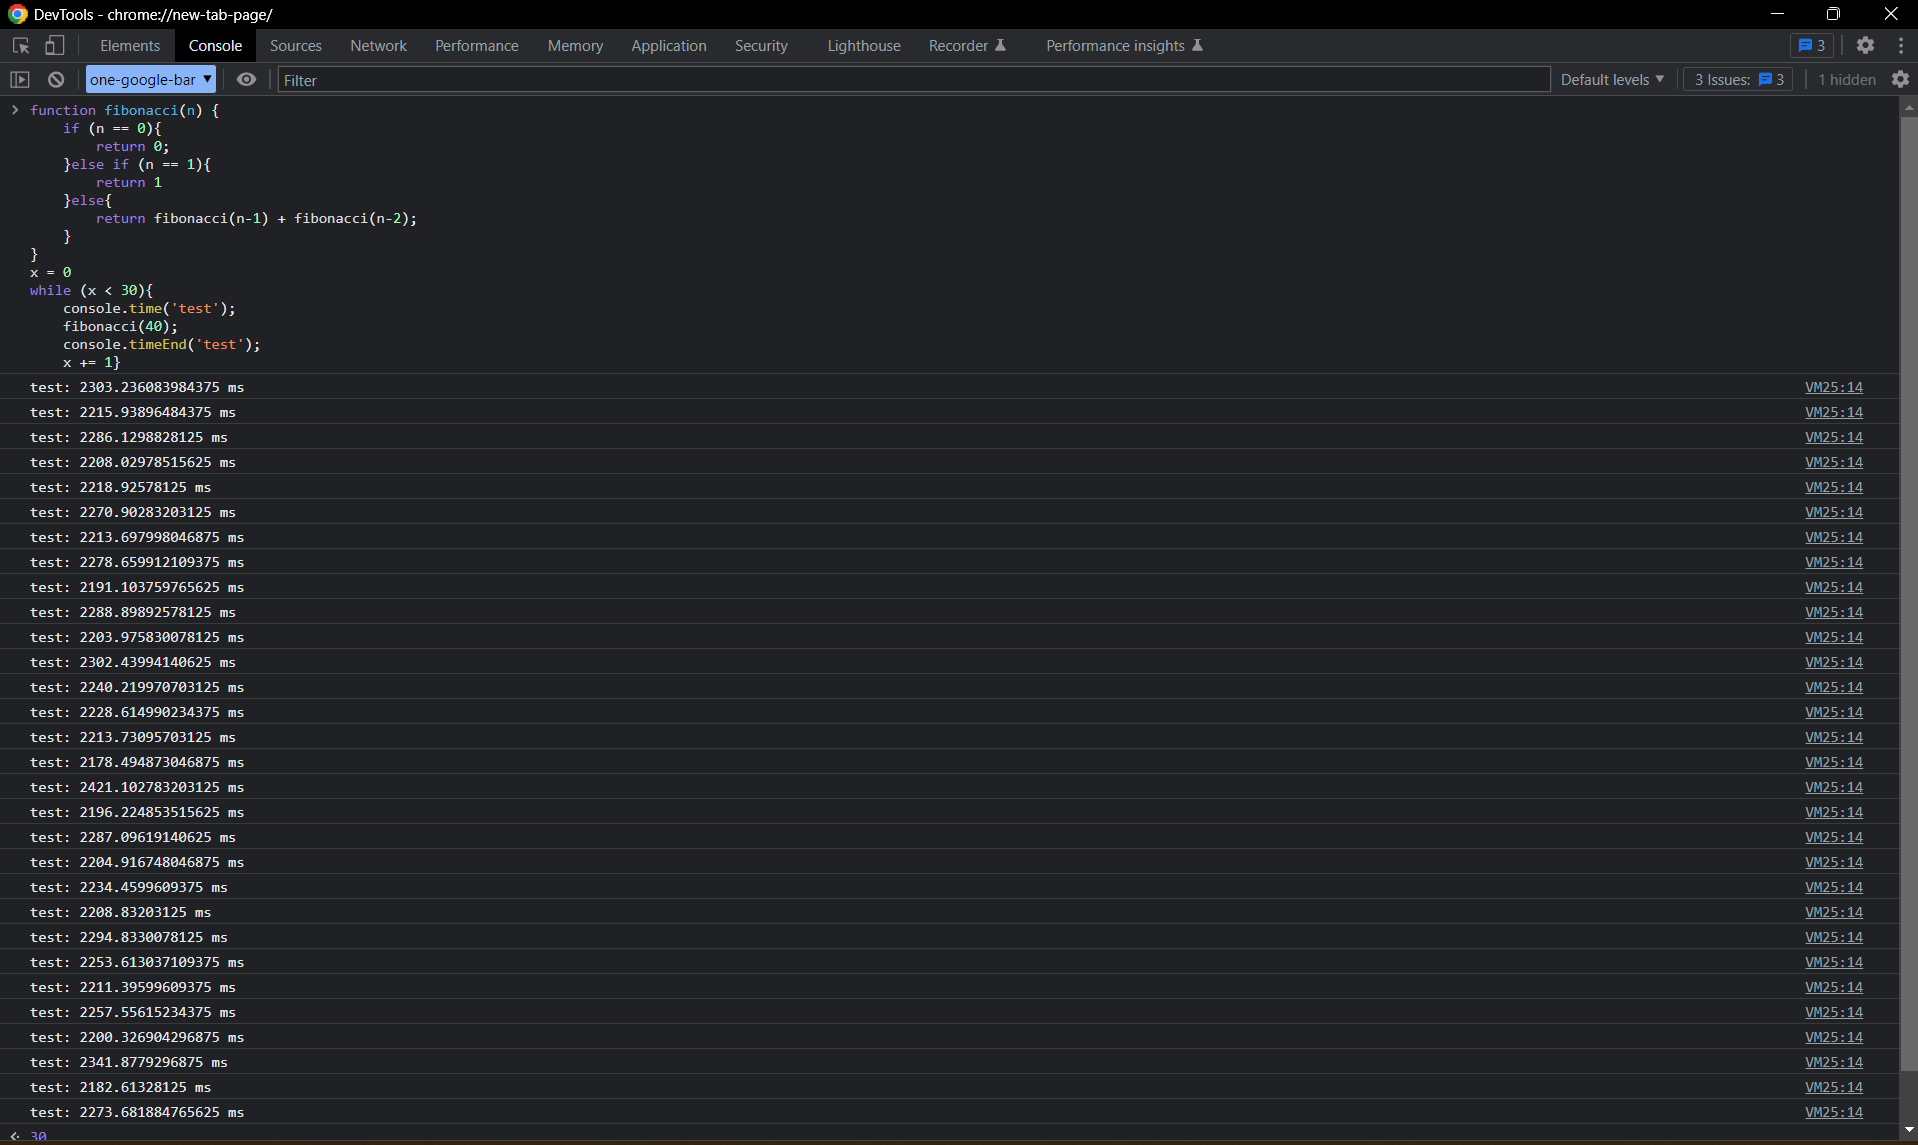 DevTools - chrome://new-tab-page/
Elements Console Sources Network Performance Memory Application Security Lighthouse Recorder Performance insights 3
one-google-bar Filter Default levels 3 Issues: 3 1 hidden
function fibonacci(n) {
    if (n == 0){
        return 0;
    }else if (n == 1){
        return 1
    }else{
        return fibonacci(n-1) + fibonacci(n-2);
    }
}
x = 0
while (x < 30){
    console.time('test');
    fibonacci(40);
    console.timeEnd('test');
    x += 1}
test: 2303.236083984375 ms VM25:14
test: 2215.93896484375 ms VM25:14
test: 2286.1298828125 ms VM25:14
test: 2208.02978515625 ms VM25:14
test: 2218.92578125 ms VM25:14
test: 2270.90283203125 ms VM25:14
test: 2213.697998046875 ms VM25:14
test: 2278.659912109375 ms VM25:14
test: 2191.103759765625 ms VM25:14
test: 2288.89892578125 ms VM25:14
test: 2203.975830078125 ms VM25:14
test: 2302.43994140625 ms VM25:14
test: 2240.219970703125 ms VM25:14
test: 2228.614990234375 ms VM25:14
test: 2213.73095703125 ms VM25:14
test: 2178.494873046875 ms VM25:14
test: 2421.102783203125 ms VM25:14
test: 2196.224853515625 ms VM25:14
test: 2287.09619140625 ms VM25:14
test: 2204.916748046875 ms VM25:14
test: 2234.4599609375 ms VM25:14
test: 2208.83203125 ms VM25:14
test: 2294.8330078125 ms VM25:14
test: 2253.613037109375 ms VM25:14
test: 2211.39599609375 ms VM25:14
test: 2257.55615234375 ms VM25:14
test: 2200.326904296875 ms VM25:14
test: 2341.8779296875 ms VM25:14
test: 2182.61328125 ms VM25:14
test: 2273.681884765625 ms VM25:14
30